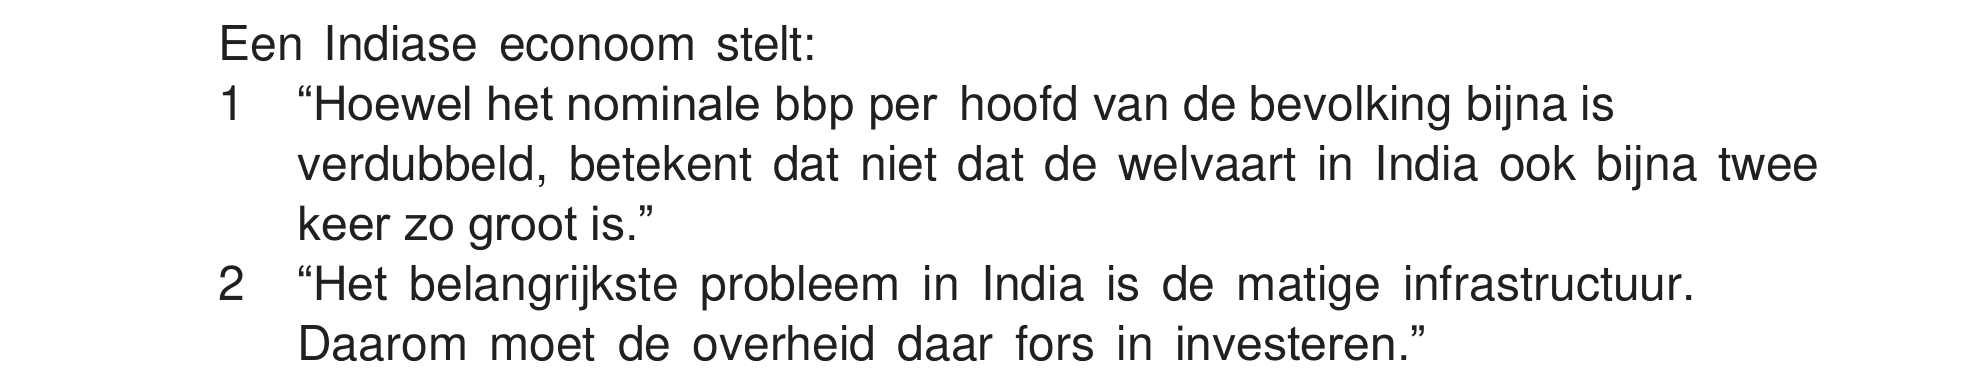 Een Indiase econoom stelt:
1 “Hoewel het nominale bbp per hoofd van de bevolking bijna is
verdubbeld, betekent dat niet dat de welvaart in India ook bijna twee
keer zo groot is.”
2 “Het belangrijkste probleem in India is de matige infrastructuur.
Daarom moet de overheid daar fors in investeren.”